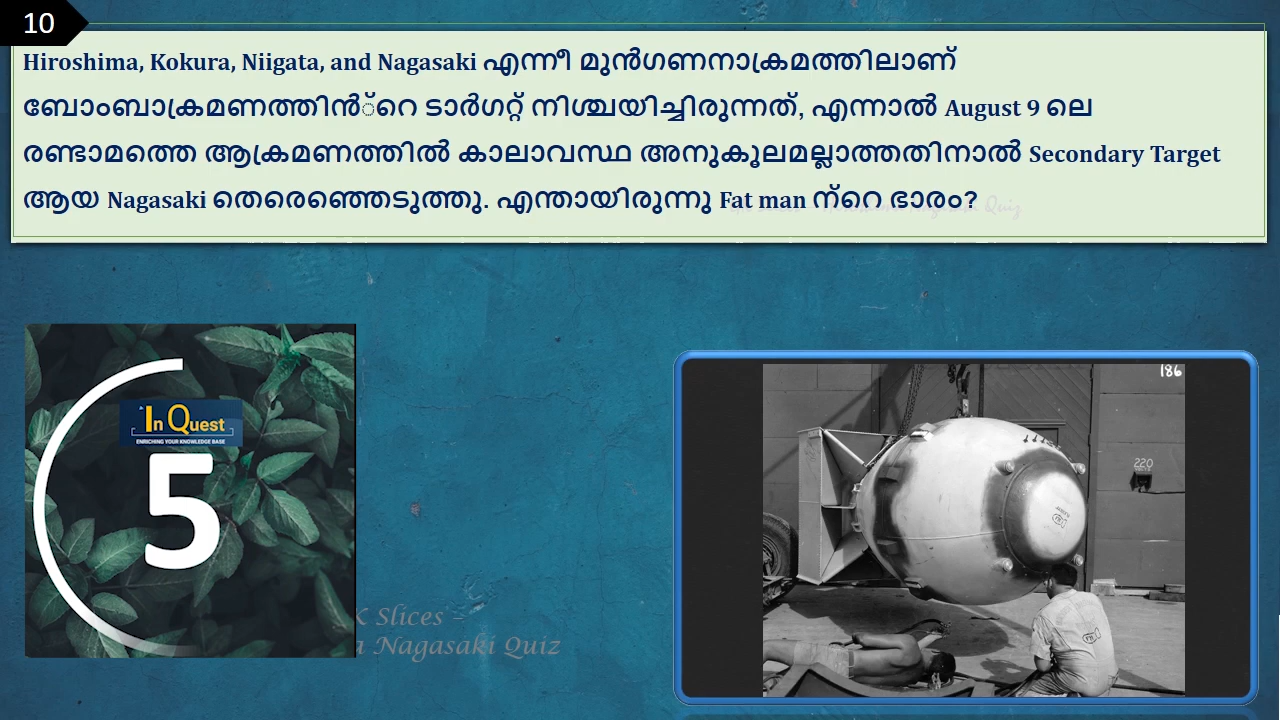 10
Hiroshima, Kokura, Niigata, and Nagasaki എന്നീ മുൻഗണനാക്രമത്തിലാണ്
ബോംബാക്രമണത്തിൻ്റെ ടാർഗറ്റ് നിശ്ചയിച്ചിരുന്നത്, എന്നാൽ August 9 ലെ
രണ്ടാമത്തെ ആക്രമണത്തിൽ കാലാവസ്ഥ അനുകൂലമല്ലാത്തതിനാൽ Secondary Target
ആയ Nagasaki തെരെഞ്ഞെടുത്തു. എന്തായിരുന്നു Fat man ന്റെ ഭാരം?
In Quest
ENRICHING YOUR KNOWLEDGE BASE
5
186
220
K Slices –
a Nagasaki Quiz